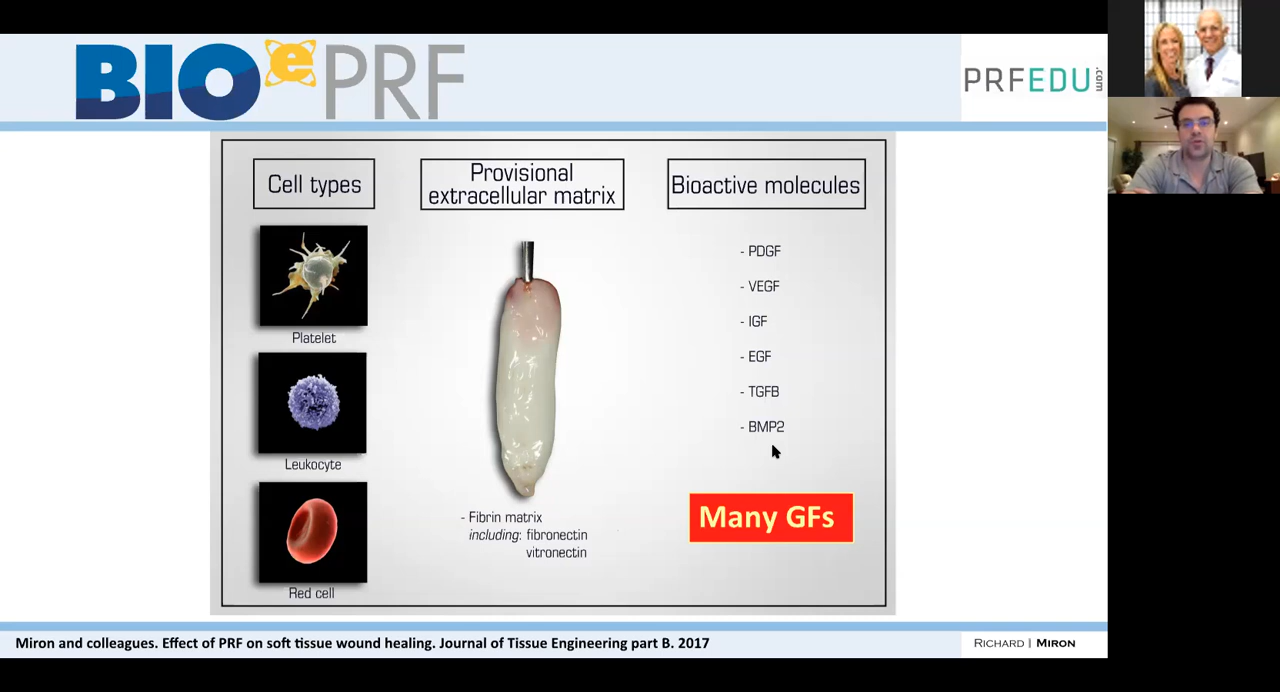 BIO e PRF
PRFEDU.com
Cell types
Platelet
Leukocyte
Red cell
Provisional
extracellular matrix
- Fibrin matrix
including: fibronectin
vitronectin
Bioactive molecules
- PDGF
- VEGF
- IGF
- EGF
- TGFB
- BMP2
Many GFs
Miron and colleagues. Effect of PRF on soft tissue wound healing. Journal of Tissue Engineering part B. 2017
RICHARD | MIRON